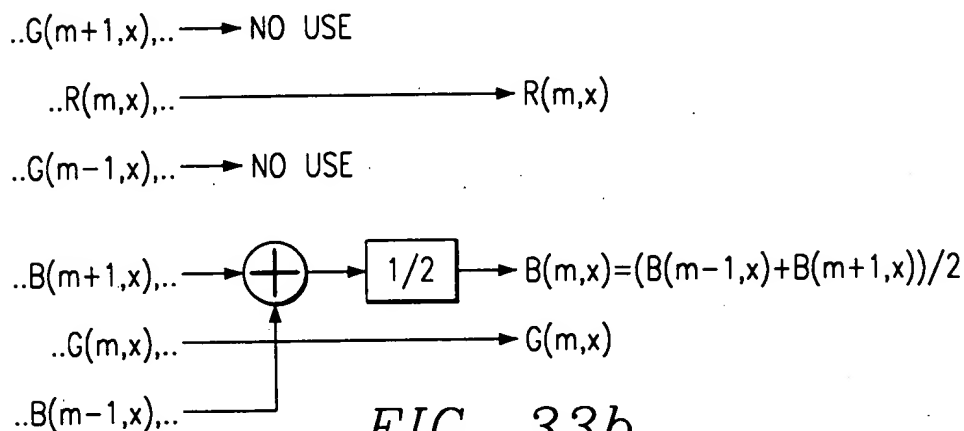 ..G(m+1,x),.. NO USE
..R(m,x),.. R(m,x)
..G(m-1,x),.. NO USE
..B(m+1,x),.. + 1/2 B(m,x)=(B(m-1,x)+B(m+1,x))/2
..G(m,x),.. G(m,x)
..B(m-1,x),..
FIG. 33b